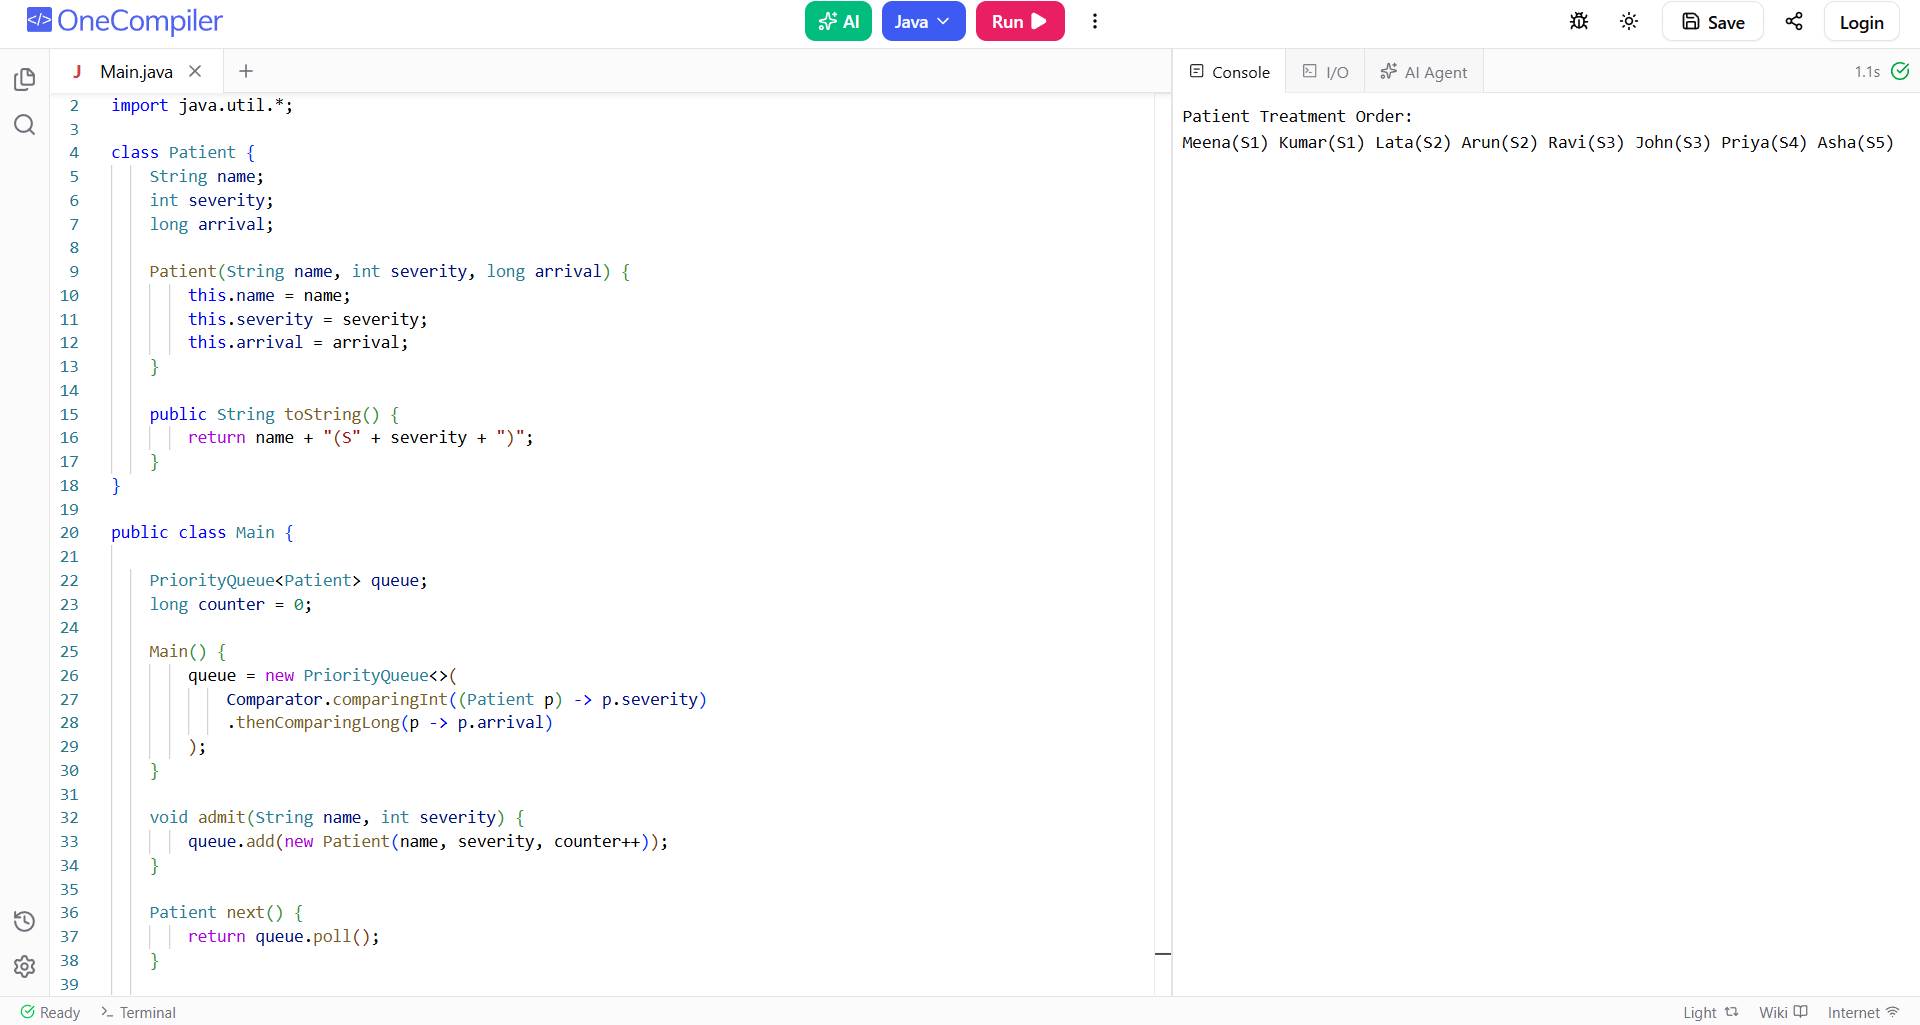 </> OneCompiler
AI
Java
Run
Save
Login
J Main.java
Console
I/O
AI Agent
1.1s
2 import java.util.*;
3
4 class Patient {
5 String name;
6 int severity;
7 long arrival;
8
9 Patient(String name, int severity, long arrival) {
10 this.name = name;
11 this.severity = severity;
12 this.arrival = arrival;
13 }
14
15 public String toString() {
16 return name + "(S" + severity + ")";
17 }
18 }
19
20 public class Main {
21
22 PriorityQueue<Patient> queue;
23 long counter = 0;
24
25 Main() {
26 queue = new PriorityQueue<>(
27 Comparator.comparingInt((Patient p) -> p.severity)
28 .thenComparingLong(p -> p.arrival)
29 );
30 }
31
32 void admit(String name, int severity) {
33 queue.add(new Patient(name, severity, counter++));
34 }
35
36 Patient next() {
37 return queue.poll();
38 }
39
Patient Treatment Order:
Meena(S1) Kumar(S1) Lata(S2) Arun(S2) Ravi(S3) John(S3) Priya(S4) Asha(S5)
Ready
Terminal
Light
Wiki
Internet